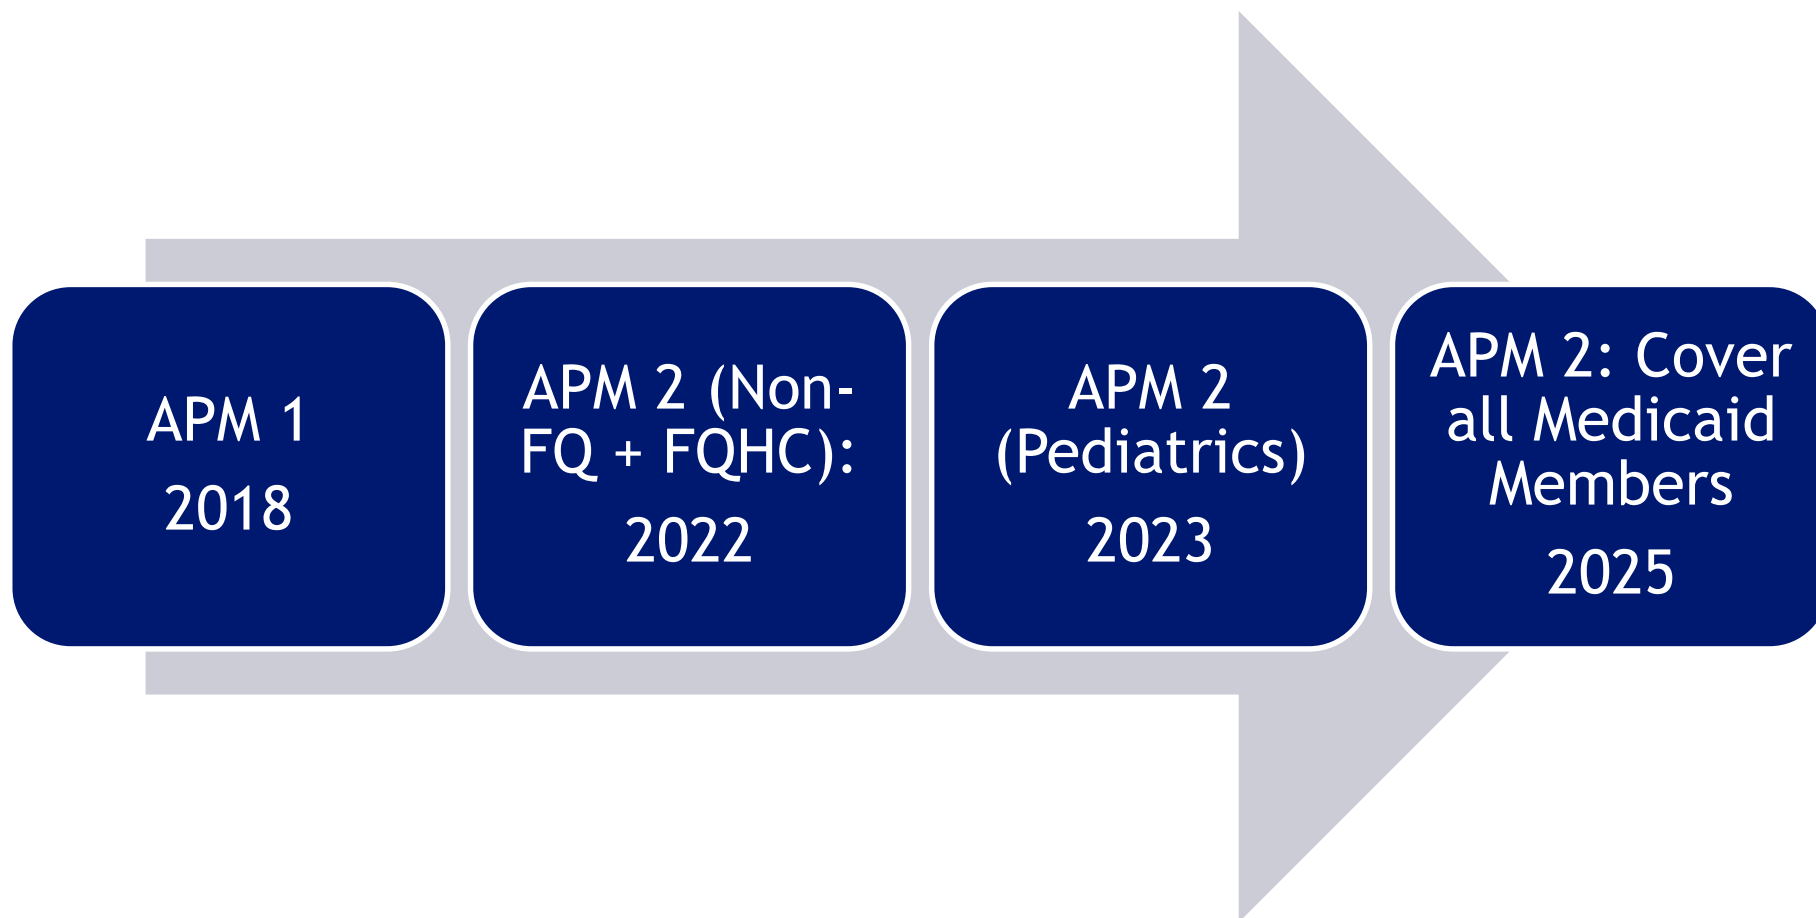 APM 1
2018
APM 2 (Non-
FQ + FQHC):
2022
APM 2
(Pediatrics)
2023
APM 2: Cover
all Medicaid
Members
2025